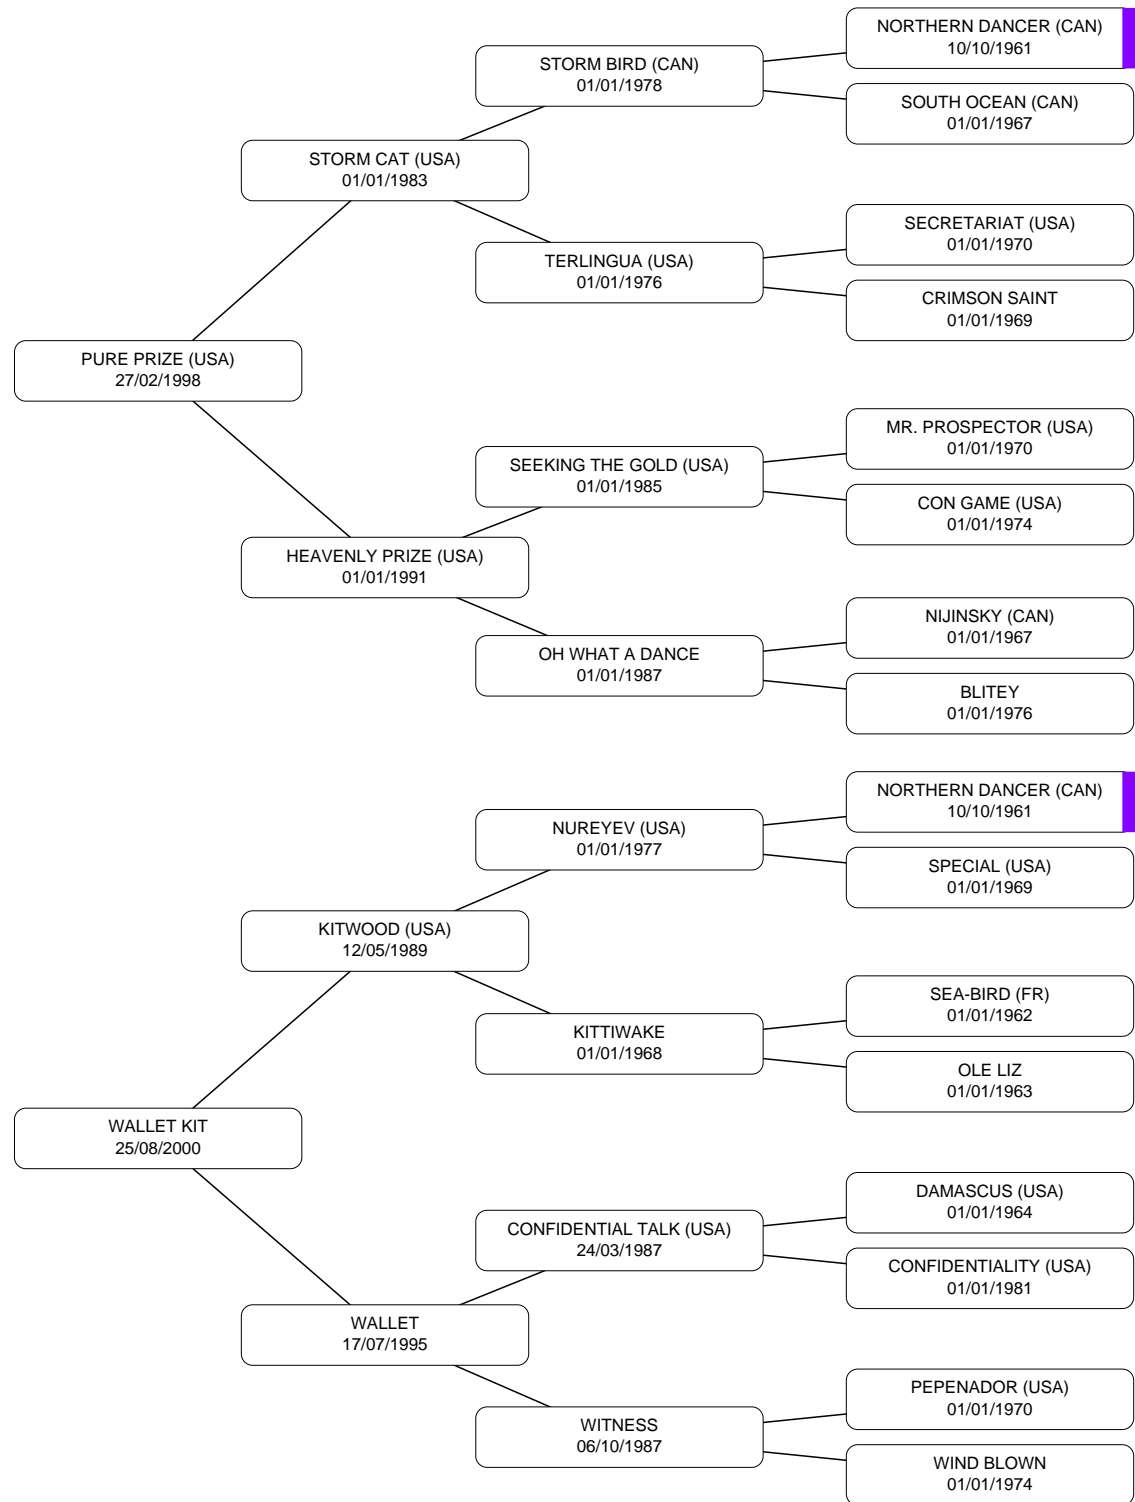 NORTHERN DANCER (CAN)
10/10/1961
STORM BIRD (CAN)
01/01/1978
SOUTH OCEAN (CAN)
01/01/1967
STORM CAT (USA)
01/01/1983
SECRETARIAT (USA)
01/01/1970
TERLINGUA (USA)
01/01/1976
CRIMSON SAINT
01/01/1969
PURE PRIZE (USA)
27/02/1998
MR. PROSPECTOR (USA)
01/01/1970
SEEKING THE GOLD (USA)
01/01/1985
CON GAME (USA)
01/01/1974
HEAVENLY PRIZE (USA)
01/01/1991
NIJINSKY (CAN)
01/01/1967
OH WHAT A DANCE
01/01/1987
BLITEY
01/01/1976
NORTHERN DANCER (CAN)
10/10/1961
NUREYEV (USA)
01/01/1977
SPECIAL (USA)
01/01/1969
KITWOOD (USA)
12/05/1989
SEA-BIRD (FR)
01/01/1962
KITTIWAKE
01/01/1968
OLE LIZ
01/01/1963
WALLET KIT
25/08/2000
DAMASCUS (USA)
01/01/1964
CONFIDENTIAL TALK (USA)
24/03/1987
CONFIDENTIALITY (USA)
01/01/1981
WALLET
17/07/1995
PEPENADOR (USA)
01/01/1970
WITNESS
06/10/1987
WIND BLOWN
01/01/1974